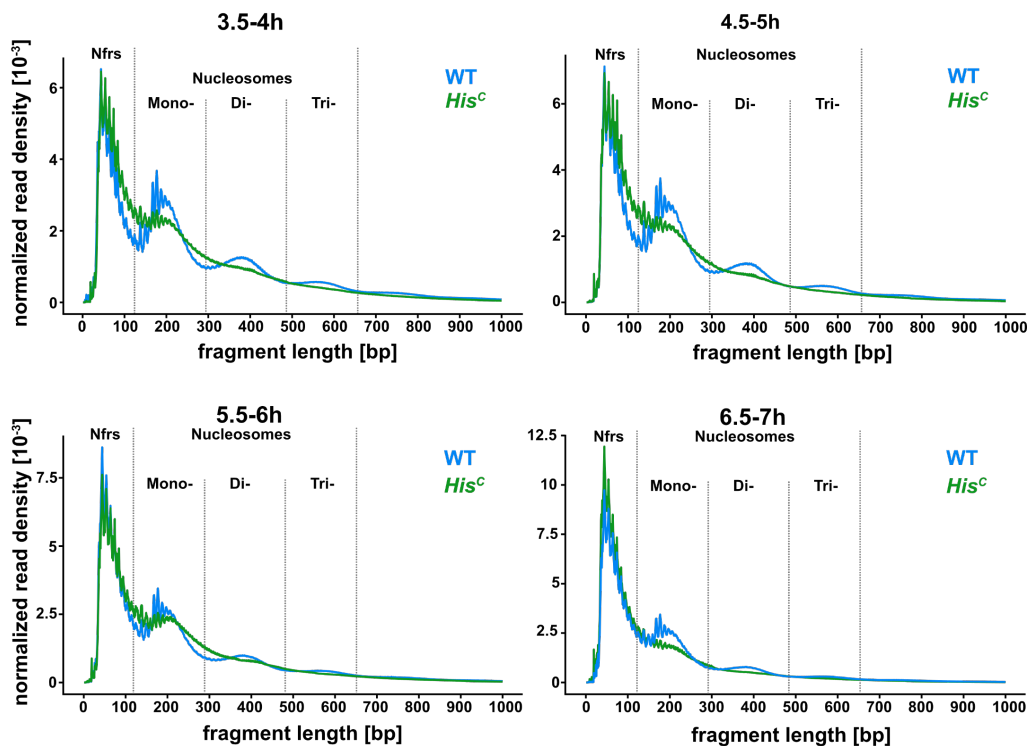 3.5-4h
Nfrs
Nucleosomes
Mono- Di- Tri-
WT
Hisᶜ
normalized read density [10⁻³]
6
4
2
0
0 100 200 300 400 500 600 700 800 900 1000
fragment length [bp]
4.5-5h
Nfrs
Nucleosomes
Mono- Di- Tri-
WT
Hisᶜ
6
4
2
0
0 100 200 300 400 500 600 700 800 900 1000
fragment length [bp]
5.5-6h
Nfrs
Nucleosomes
Mono- Di- Tri-
WT
Hisᶜ
normalized read density [10⁻³]
7.5
5
2.5
0
0 100 200 300 400 500 600 700 800 900 1000
fragment length [bp]
6.5-7h
Nfrs
Nucleosomes
Mono- Di- Tri-
WT
Hisᶜ
12.5
10
7.5
5
2.5
0
0 100 200 300 400 500 600 700 800 900 1000
fragment length [bp]